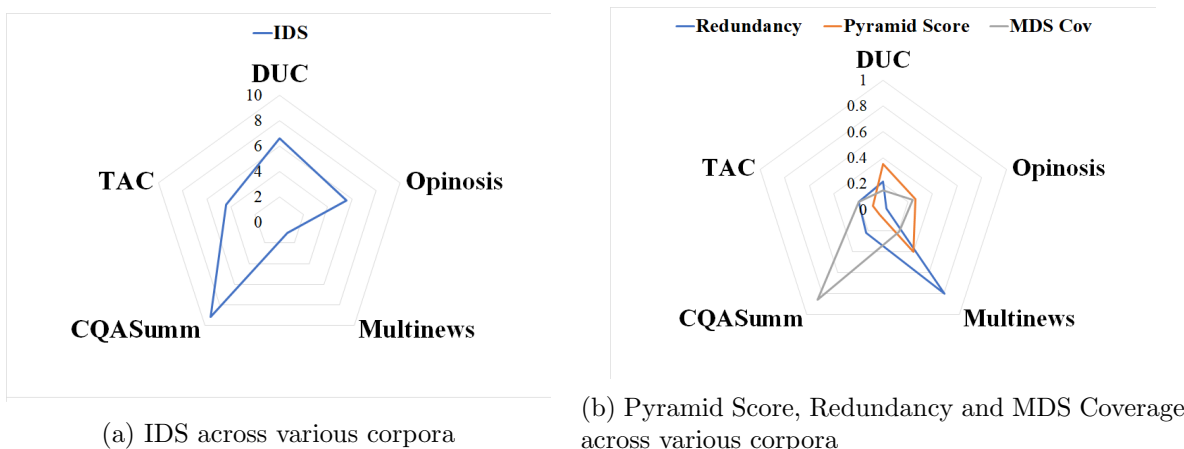 IDS
DUC
10
8
6
4
2
0
TAC
Opinosis
CQASumm
Multinews
(a) IDS across various corpora
Redundancy Pyramid Score MDS Cov
DUC
1
0.8
0.6
0.4
0.2
0
TAC
Opinosis
CQASumm
Multinews
(b) Pyramid Score, Redundancy and MDS Coverage
across various corpora